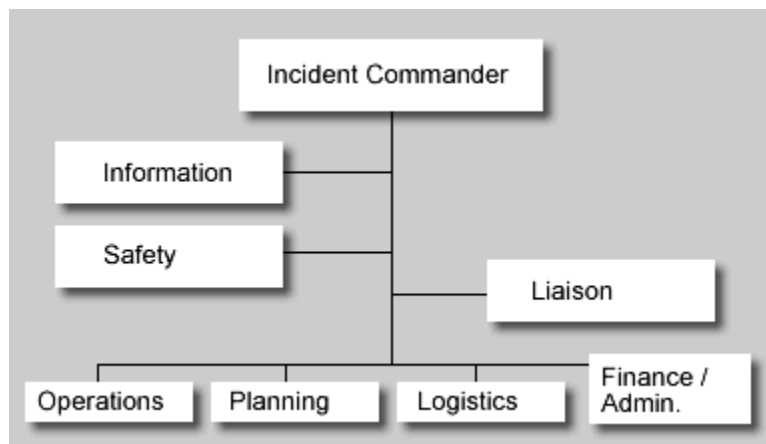 Incident Commander
Information
Safety
Liaison
Operations
Planning
Logistics
Finance /
Admin.